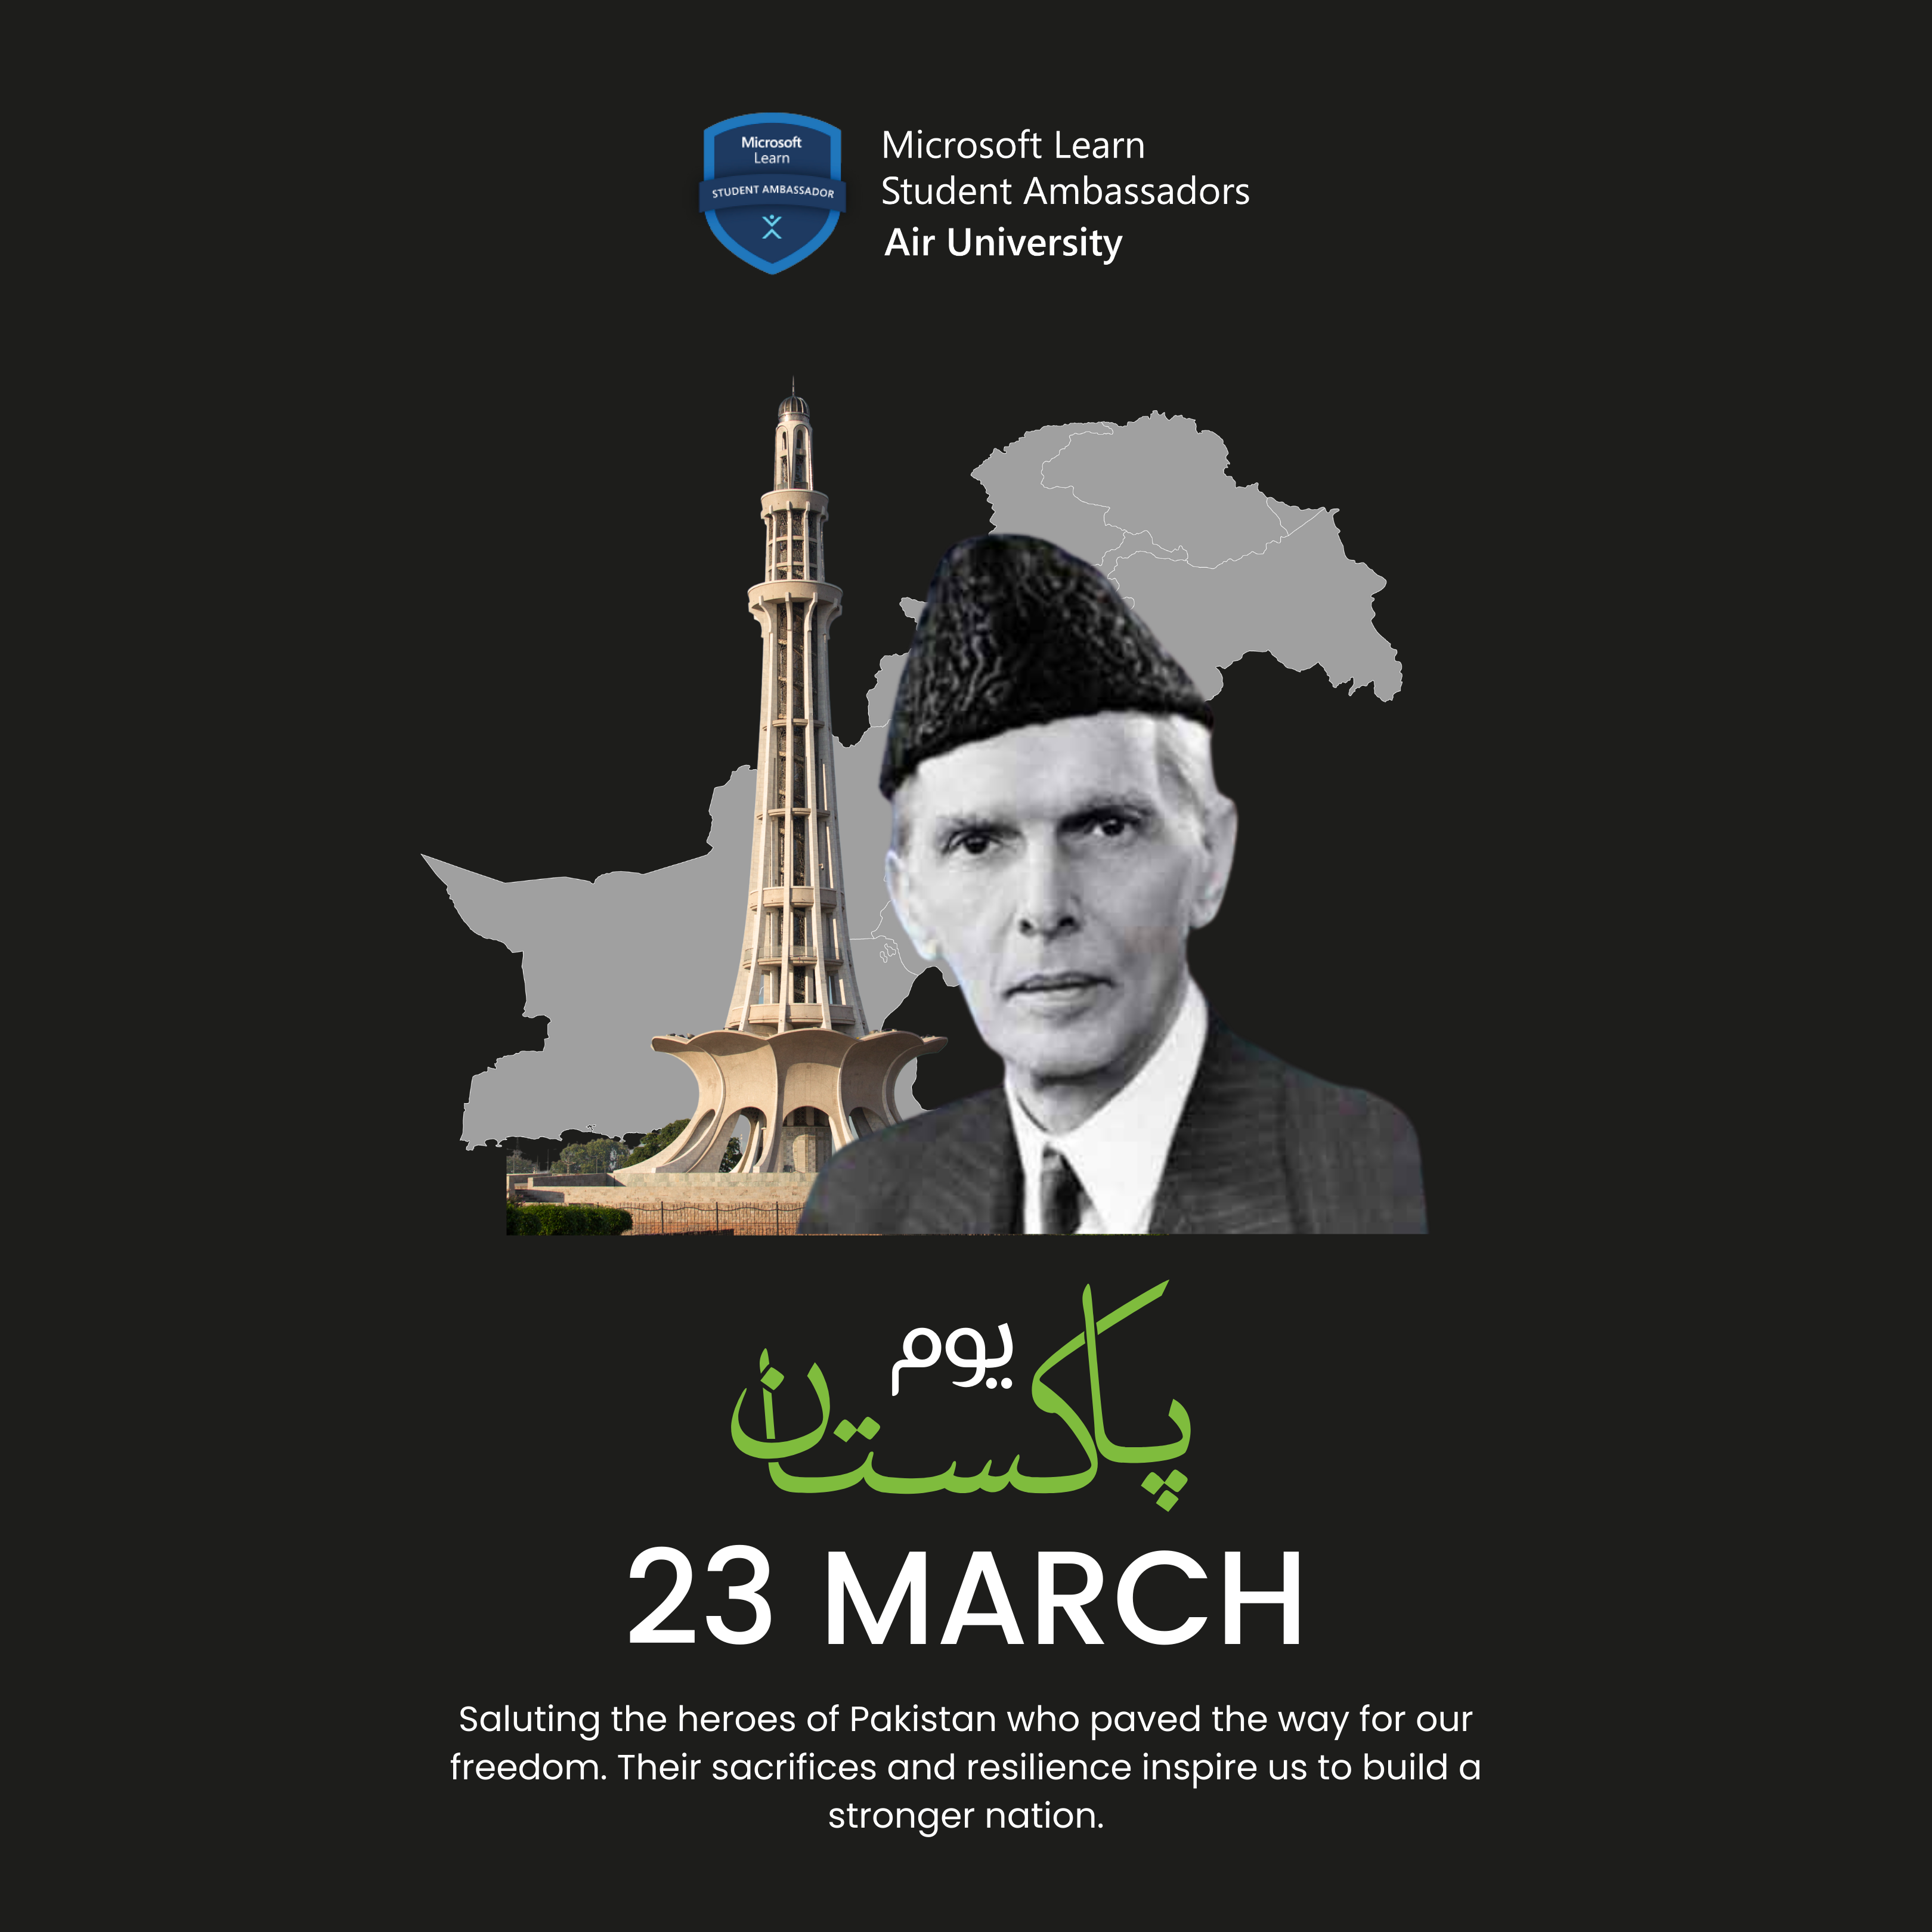 Microsoft
Learn
STUDENT AMBASSADOR
Microsoft Learn
Student Ambassadors
Air University
یوم
پاکستان
23 MARCH
Saluting the heroes of Pakistan who paved the way for our
freedom. Their sacrifices and resilience inspire us to build a
stronger nation.